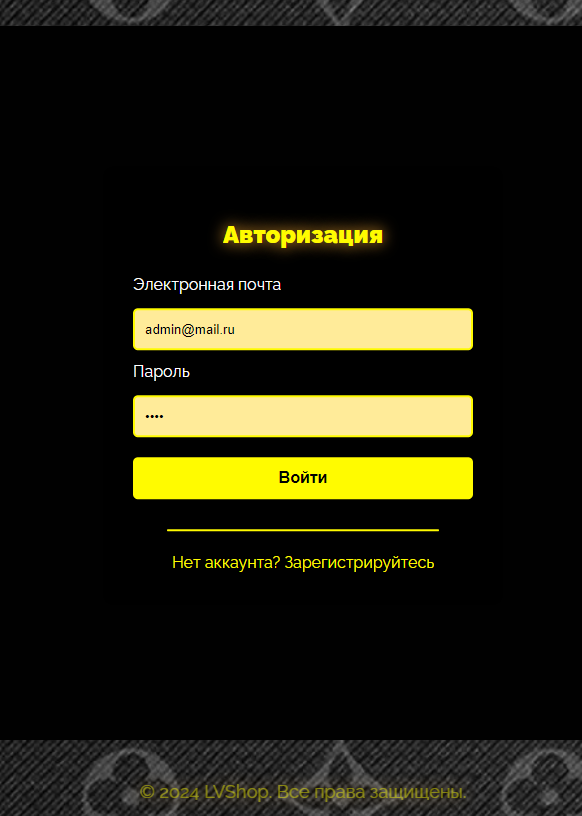 Авторизация
Электронная почта
admin@mail.ru
Пароль
••••
Войти
Нет аккаунта? Зарегистрируйтесь
© 2024 LVShop. Все права защищены.